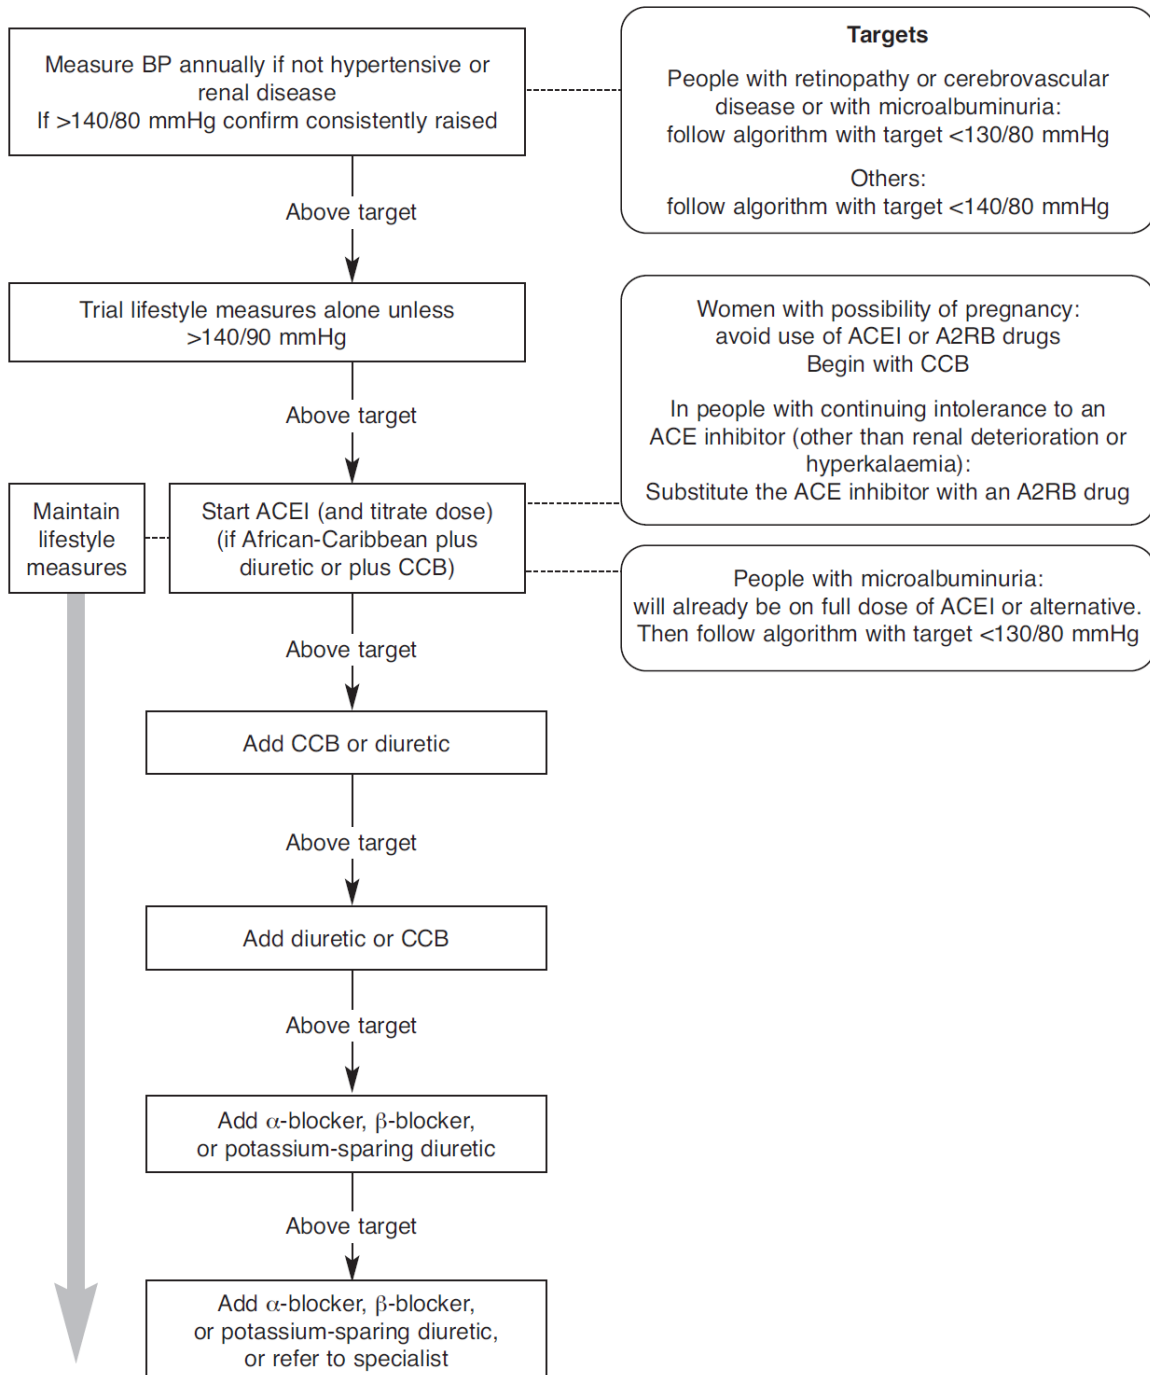 Measure BP annually if not hypertensive or
renal disease
If >140/80 mmHg confirm consistently raised
Targets
People with retinopathy or cerebrovascular
disease or with microalbuminuria:
follow algorithm with target <130/80 mmHg
Others:
follow algorithm with target <140/80 mmHg
Above target
Trial lifestyle measures alone unless
>140/90 mmHg
Women with possibility of pregnancy:
avoid use of ACEI or A2RB drugs
Begin with CCB
In people with continuing intolerance to an
ACE inhibitor (other than renal deterioration or
hyperkalaemia):
Substitute the ACE inhibitor with an A2RB drug
Above target
Maintain
lifestyle
measures
Start ACEI (and titrate dose)
(if African-Caribbean plus
diuretic or plus CCB)
People with microalbuminuria:
will already be on full dose of ACEI or alternative.
Then follow algorithm with target <130/80 mmHg
Above target
Add CCB or diuretic
Above target
Add diuretic or CCB
Above target
Add α-blocker, β-blocker,
or potassium-sparing diuretic
Above target
Add α-blocker, β-blocker,
or potassium-sparing diuretic,
or refer to specialist